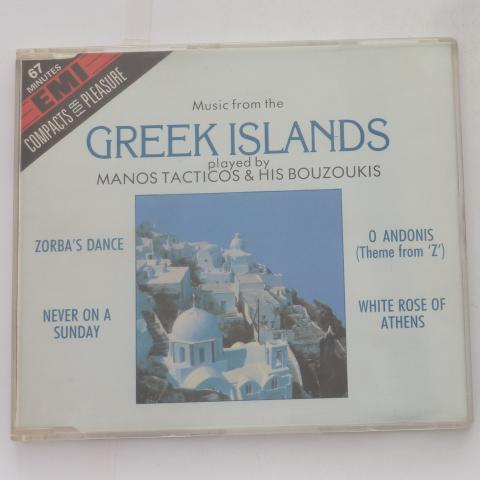 67
MINUTES
EMI
COMPACTS FOR PLEASURE
Music from the
GREEK ISLANDS
played by
MANOS TACTICOS & HIS BOUZOUKIS
ZORBA'S DANCE
NEVER ON A
SUNDAY
O ANDONIS
(Theme from 'Z')
WHITE ROSE OF
ATHENS